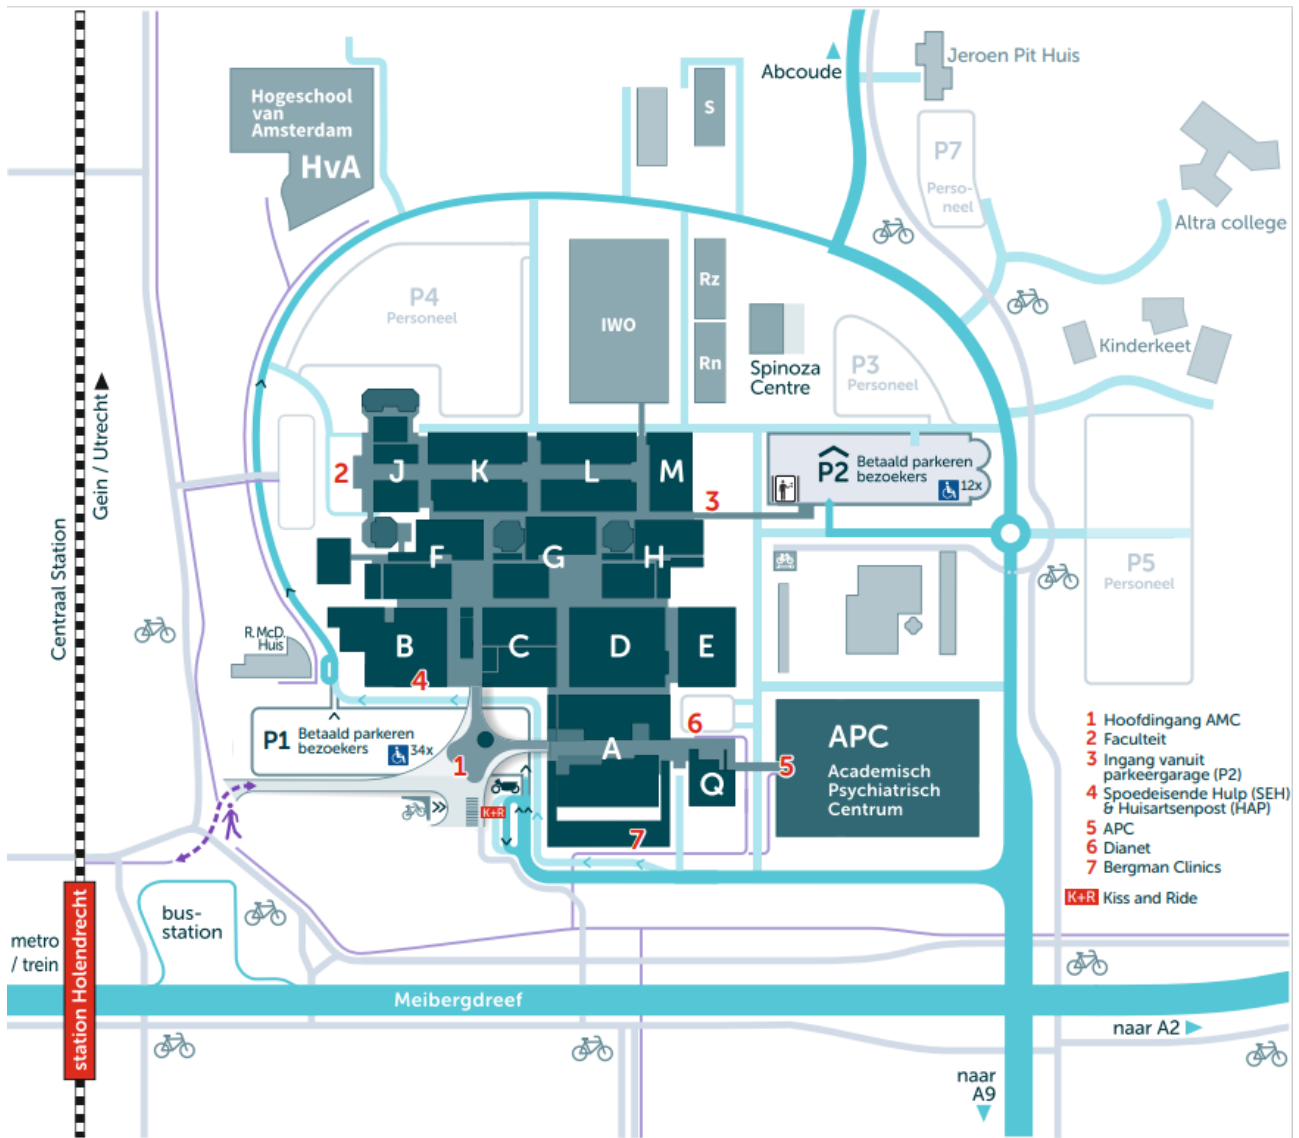 Abcoude
Jeroen Pit Huis
Hogeschool
van
Amsterdam
HvA
S
P7
Perso-
neel
Altra college
P4
Personeel
IWO
Rz
Rn
Spinoza
Centre
P3
Personeel
Kinderkeet
Gein / Utrecht
Centraal Station
2
J
K
L
M
3
P2
Betaald parkeren
bezoekers
12x
F
G
H
P5
Personeel
R.McD.
Huis
B
C
D
E
4
P1
Betaald parkeren
bezoekers
34x
1
A
6
Q
5
APC
Academisch
Psychiatrisch
Centrum
K+R
7
1 Hoofdingang AMC
2 Faculteit
3 Ingang vanuit
parkeergarage (P2)
4 Spoedeisende Hulp (SEH)
& Huisartsenpost (HAP)
5 APC
6 Dianet
7 Bergman Clinics
K+R Kiss and Ride
bus-
station
metro
/ trein
station Holendrecht
Meibergdreef
naar A2
naar
A9